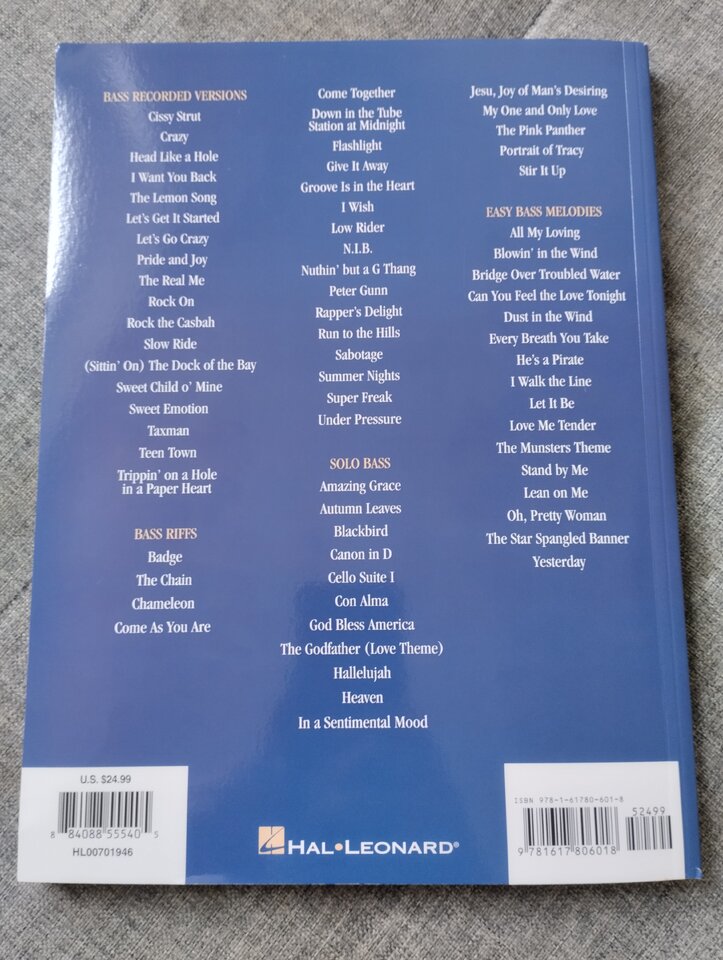 BASS RECORDED VERSIONS
Cissy Strut
Crazy
Head Like a Hole
I Want You Back
The Lemon Song
Let's Get It Started
Let's Go Crazy
Pride and Joy
The Real Me
Rock On
Rock the Casbah
Slow Ride
(Sittin' On) The Dock of the Bay
Sweet Child o' Mine
Sweet Emotion
Taxman
Teen Town
Trippin' on a Hole
in a Paper Heart
BASS RIFFS
Badge
The Chain
Chameleon
Come As You Are
Come Together
Down in the Tube
Station at Midnight
Flashlight
Give It Away
Groove Is in the Heart
I Wish
Low Rider
N.I.B.
Nuthin' but a G Thang
Peter Gunn
Rapper's Delight
Run to the Hills
Sabotage
Summer Nights
Super Freak
Under Pressure
SOLO BASS
Amazing Grace
Autumn Leaves
Blackbird
Canon in D
Cello Suite I
Con Alma
God Bless America
The Godfather (Love Theme)
Hallelujah
Heaven
In a Sentimental Mood
Jesu, Joy of Man's Desiring
My One and Only Love
The Pink Panther
Portrait of Tracy
Stir It Up
EASY BASS MELODIES
All My Loving
Blowin' in the Wind
Bridge Over Troubled Water
Can You Feel the Love Tonight
Dust in the Wind
Every Breath You Take
He's a Pirate
I Walk the Line
Let It Be
Love Me Tender
The Munsters Theme
Stand by Me
Lean on Me
Oh, Pretty Woman
The Star Spangled Banner
Yesterday
U.S. $24.99
8 84088 55540 5
HL00701946
HAL•LEONARD®
ISBN 978-1-61780-601-8
52499
9 781617 806018